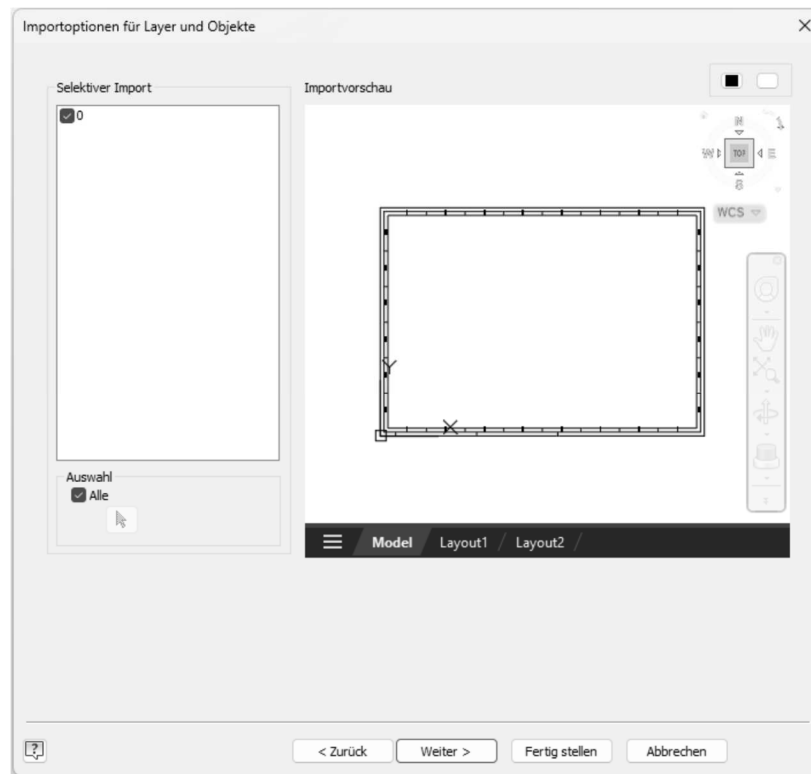 Importoptionen für Layer und Objekte
Selektiver Import
Importvorschau
0
N
W
TOP
E
S
WCS
Y
X
Auswahl
Alle
Model
Layout1
Layout2
?
< Zurück
Weiter >
Fertig stellen
Abbrechen